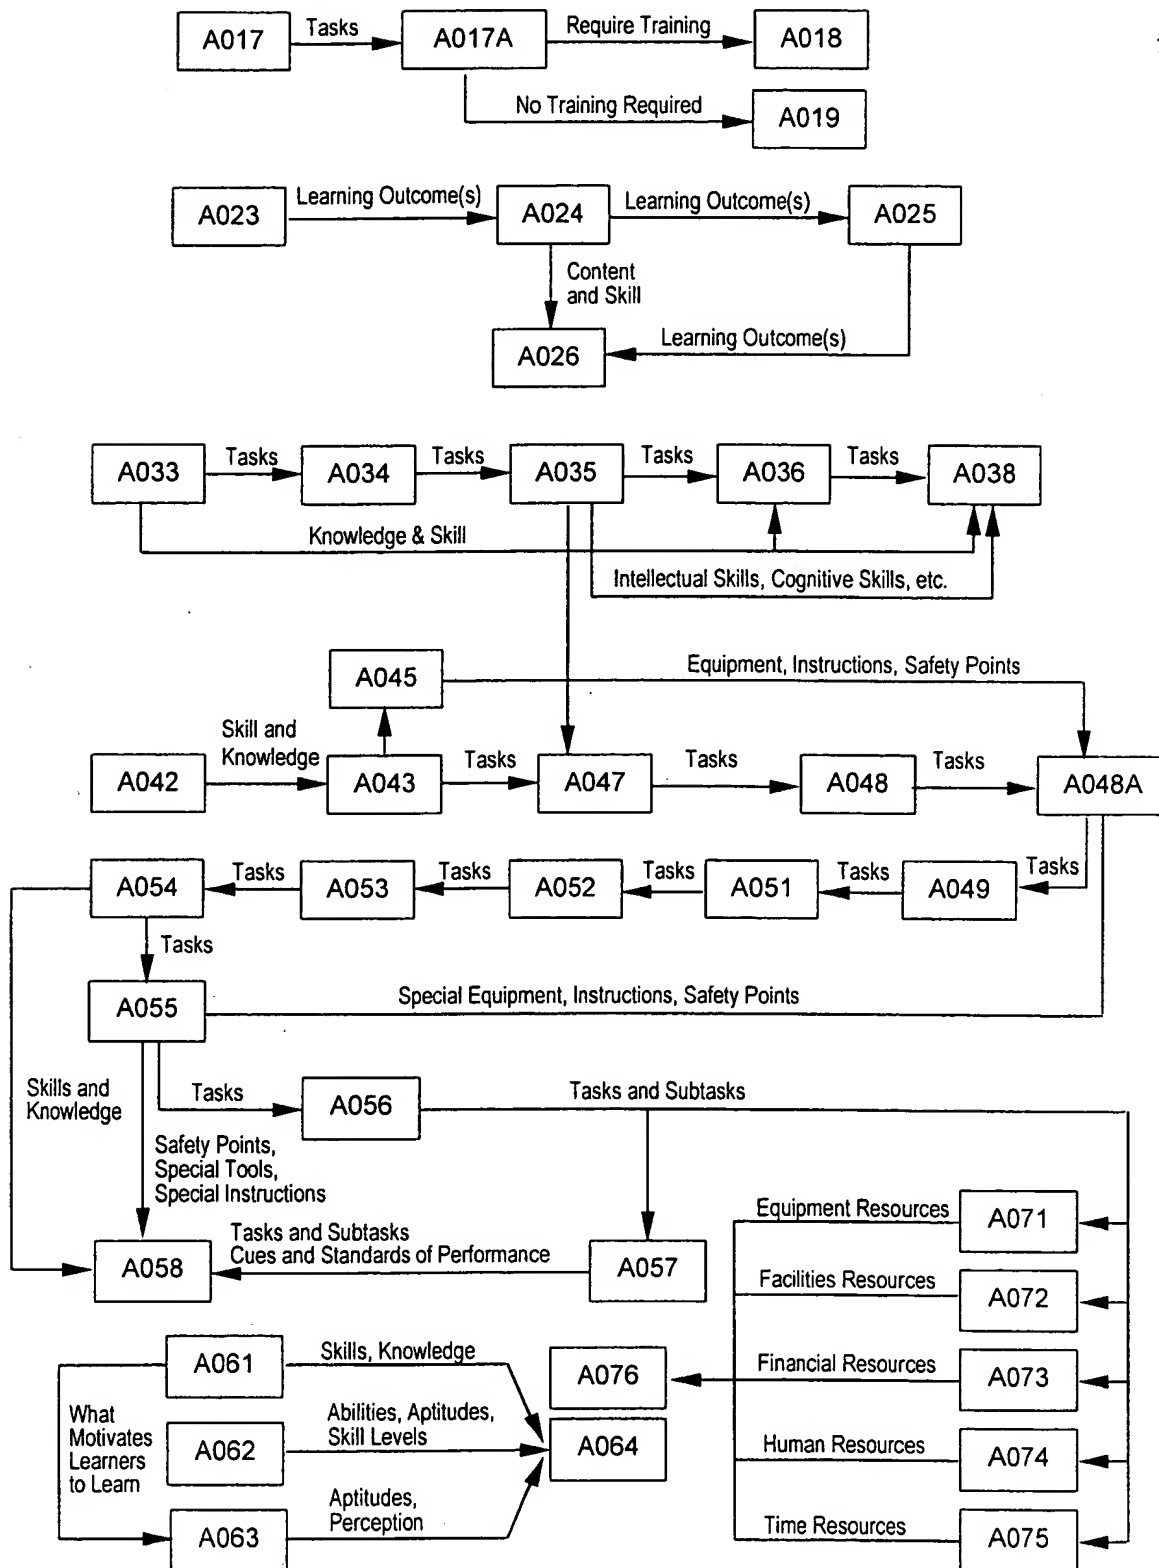 A017
Tasks
A017A
Require Training
A018
No Training Required
A019
A023
Learning Outcome(s)
A024
Learning Outcome(s)
A025
Content
and Skill
A026
Learning Outcome(s)
A033
Tasks
A034
Tasks
A035
Tasks
A036
Tasks
A038
Knowledge & Skill
Intellectual Skills, Cognitive Skills, etc.
A045
Equipment, Instructions, Safety Points
Skill and
Knowledge
A042
A043
Tasks
A047
Tasks
A048
Tasks
A048A
A054
Tasks
A053
Tasks
A052
Tasks
A051
Tasks
A049
Tasks
Tasks
A055
Special Equipment, Instructions, Safety Points
Skills and
Knowledge
Tasks
A056
Tasks and Subtasks
Safety Points,
Special Tools,
Special Instructions
A058
Tasks and Subtasks
Cues and Standards of Performance
A057
Equipment Resources
A071
Facilities Resources
A072
Financial Resources
A073
Human Resources
A074
Time Resources
A075
A076
A061
Skills, Knowledge
What
Motivates
Learners
to Learn
A062
Abilities, Aptitudes,
Skill Levels
A064
A063
Aptitudes,
Perception